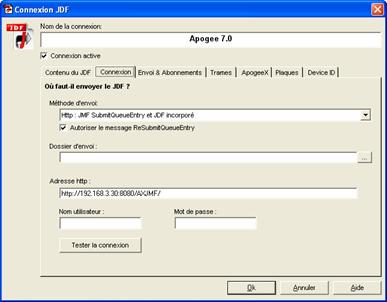 Connexion JDF
JDF
Nom de la connexion:
Apogee 7.0
Connexion active
Contenu du JDF Connexion Envoi & Abonnements Trames ApogeeX Plaques Device ID
Où faut-il envoyer le JDF ?
Méthode d'envoi:
Http : JMF SubmitQueueEntry et JDF incorporé
Autoriser le message ReSubmitQueueEntry
Dossier d'envoi :
...
Adresse http :
http://192.168.3.30:8080/AXJMF/
Nom utilisateur : Mot de passe :
Tester la connexion
Ok Annuler Aide